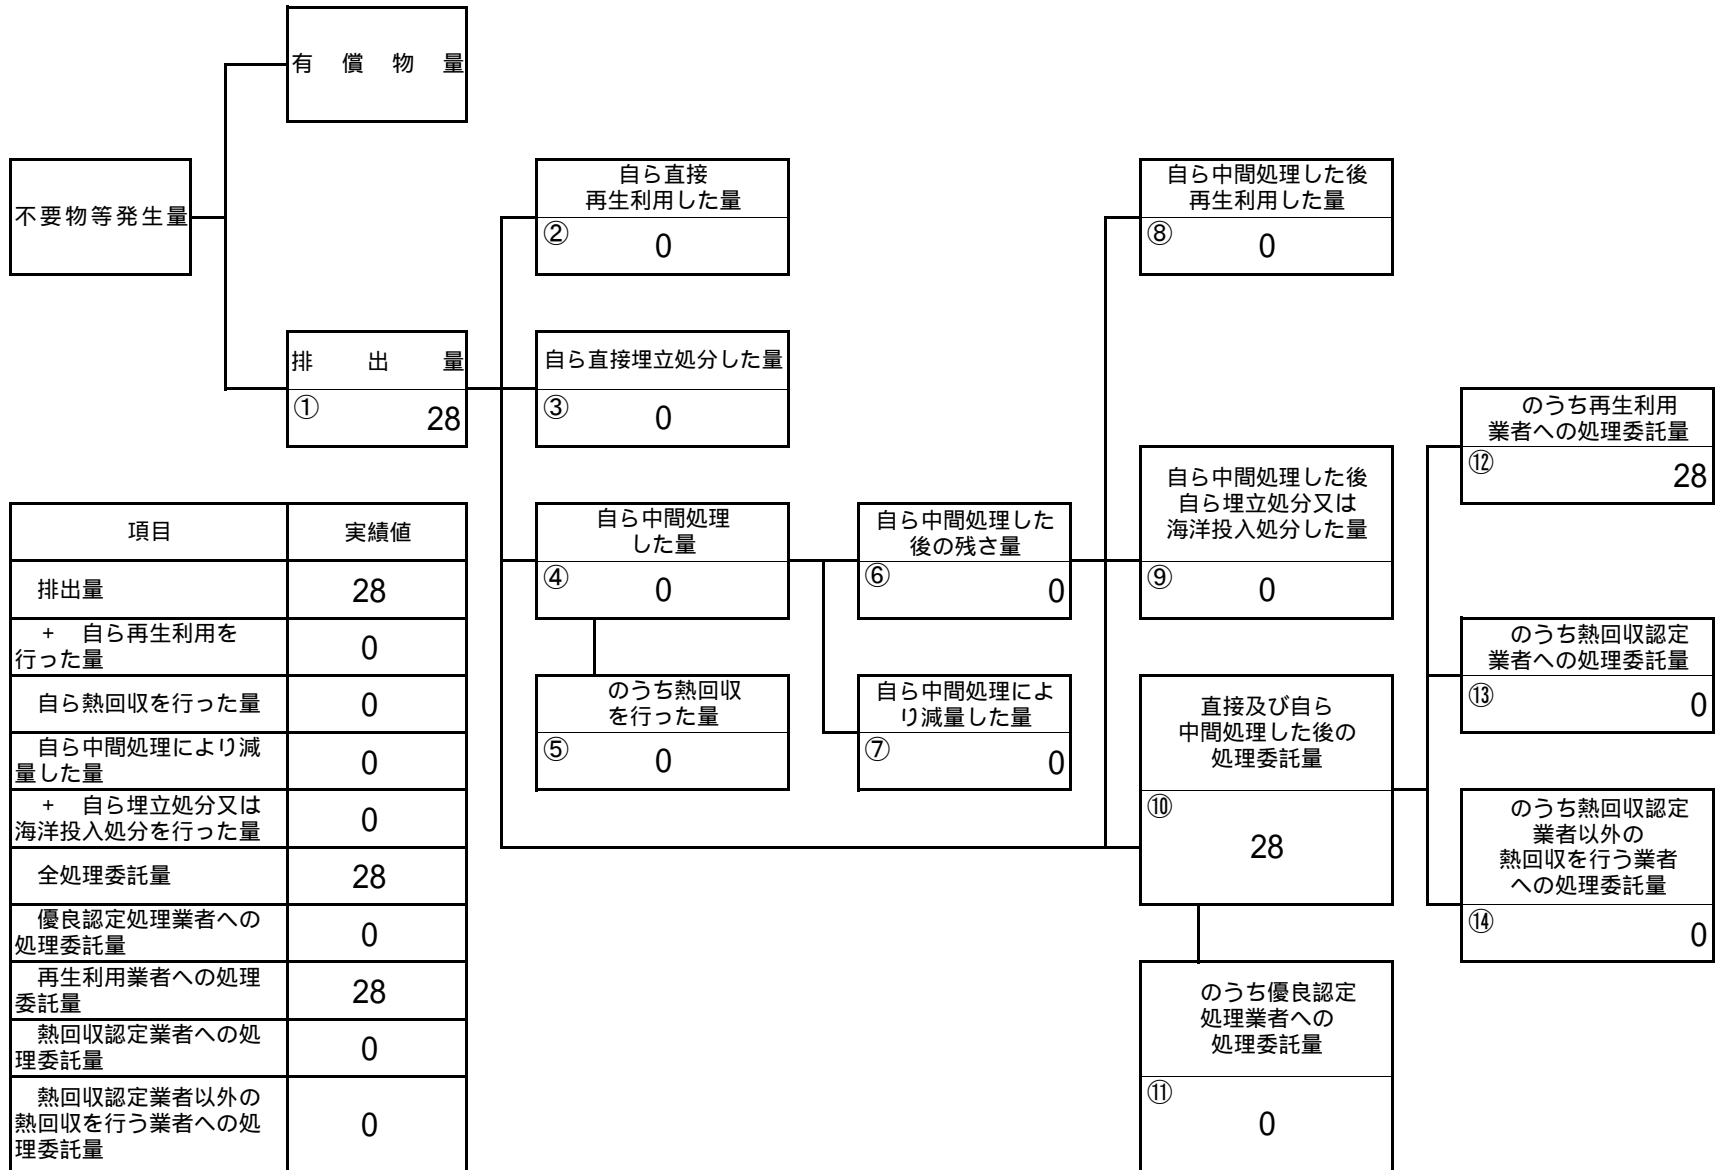 有償物量
不要物等発生量
排出量
①
28
自ら直接
再生利用した量
②
0
自ら直接埋立処分した量
③
0
自ら中間処理
した量
④
0
のうち熱回収
を行った量
⑤
0
自ら中間処理した
後の残さ量
⑥
0
自ら中間処理によ
り減量した量
⑦
0
自ら中間処理した後
再生利用した量
⑧
0
自ら中間処理した後
自ら埋立処分又は
海洋投入処分した量
⑨
0
直接及び自ら
中間処理した後の
処理委託量
⑩
28
のうち優良認定
処理業者への
処理委託量
⑪
0
のうち再生利用
業者への処理委託量
⑫
28
のうち熱回収認定
業者への処理委託量
⑬
0
のうち熱回収認定
業者以外の
熱回収を行う業者
への処理委託量
⑭
0
項目 実績値
排出量 28
+ 自ら再生利用を
行った量
0
自ら熱回収を行った量 0
自ら中間処理により減
量した量
0
+ 自ら埋立処分又は
海洋投入処分を行った量
0
全処理委託量 28
優良認定処理業者への
処理委託量
0
再生利用業者への処理
委託量
28
熱回収認定業者への処
理委託量
0
熱回収認定業者以外の
熱回収を行う業者への処
理委託量
0